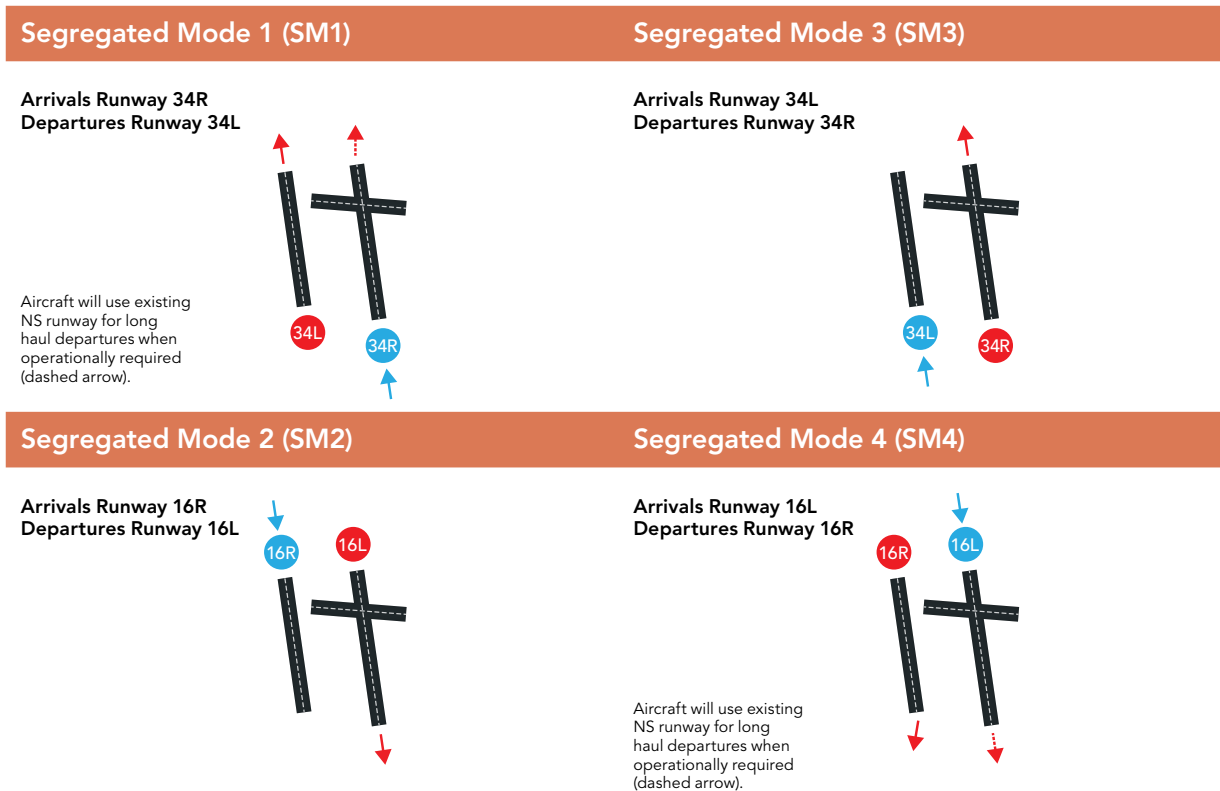 Segregated Mode 1 (SM1)
Arrivals Runway 34R
Departures Runway 34L
Aircraft will use existing
NS runway for long
haul departures when
operationally required
(dashed arrow).
34L
34R
Segregated Mode 3 (SM3)
Arrivals Runway 34L
Departures Runway 34R
34L
34R
Segregated Mode 2 (SM2)
Arrivals Runway 16R
Departures Runway 16L
16R
16L
Segregated Mode 4 (SM4)
Arrivals Runway 16L
Departures Runway 16R
16R
16L
Aircraft will use existing
NS runway for long
haul departures when
operationally required
(dashed arrow).